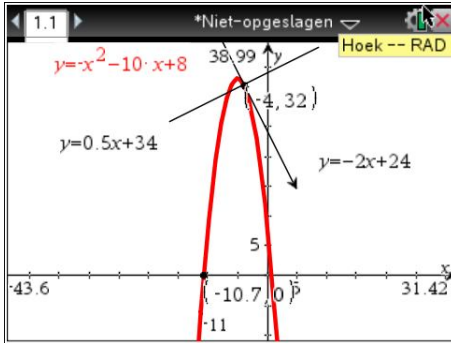 1.1 *Niet-opgeslagen
Hoek -- RAD
y=-x²-10·x+8
38.99 y
(-4, 32)
y=0.5x+34
y=-2x+24
5
x
-43.6
(-10.7, 0)
5
31.42
-11